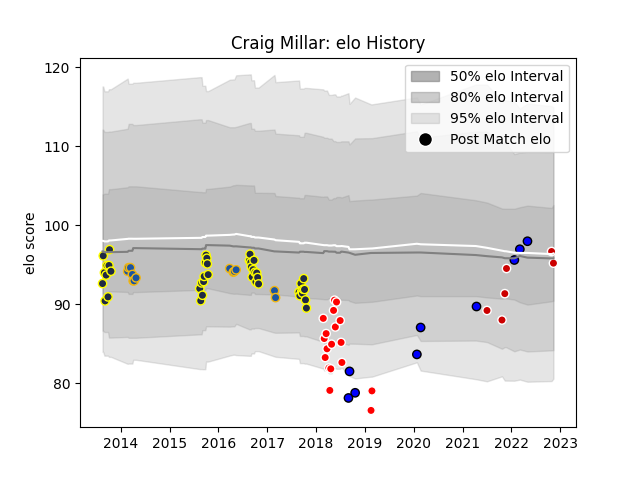 Craig Millar: elo History
50% elo Interval
80% elo Interval
95% elo Interval
Post Match elo
elo score
120
110
100
90
80
2014 2015 2016 2017 2018 2019 2020 2021 2022 2023